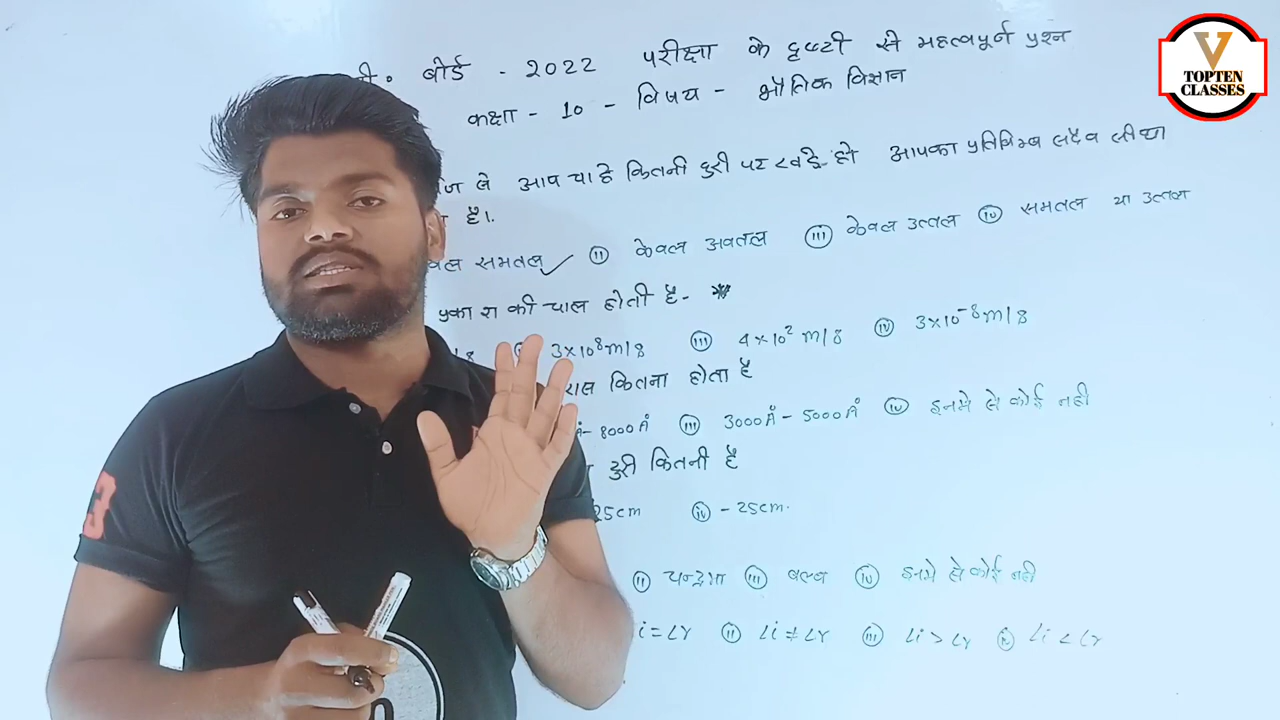 V
TOPTEN
CLASSES
बोर्ड - 2022 परीक्षा के दृष्टी से महत्वपूर्न प्रश्न
कक्षा - 10 - विषय - भौतिक विज्ञान
से आप चाहे कितनी दुरी पर खड़े हो आपका प्रतिबिम्ब सदैव सीधा
है।
समतल ✓ (ii) केवल अवतल (iii) केवल उत्तल (iv) समतल या उत्तल
प्रकाश की चाल होती है -
3×10⁸ m/s (iii) 4×10² m/s (iv) 3×10⁻⁸ m/s
रास कितना होता है
- 8000 Å (iii) 3000Å - 5000Å (iv) इनमे से कोई नही
दुरी कितनी है
25cm (iv) - 25cm.
(ii) चन्द्रमा (iii) बल्ब (iv) इनमे से कोई नही
i = ∠r (ii) ∠i ≠ ∠r (iii) ∠i > ∠r (iv) ∠i < ∠r